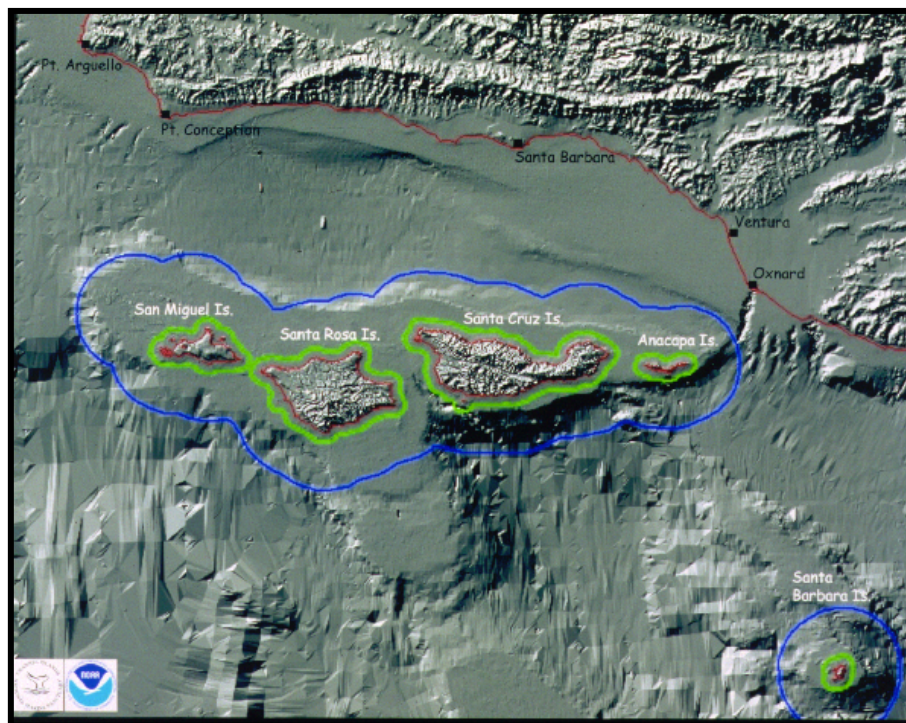 Pt. Arguello
Pt. Conception
Santa Barbara
Ventura
Oxnard
San Miguel Is.
Santa Rosa Is.
Santa Cruz Is.
Anacapa Is.
Santa
Barbara Is.
NOAA